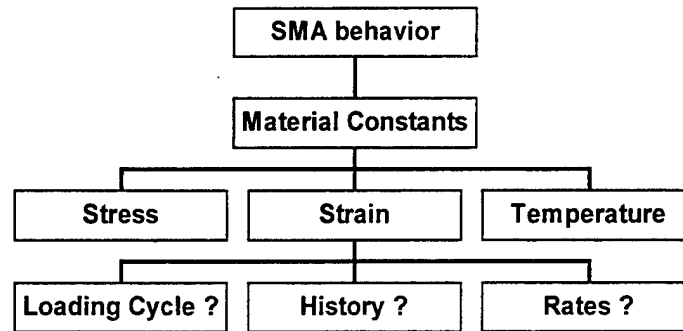 SMA behavior
Material Constants
Stress
Strain
Temperature
Loading Cycle ?
History ?
Rates ?